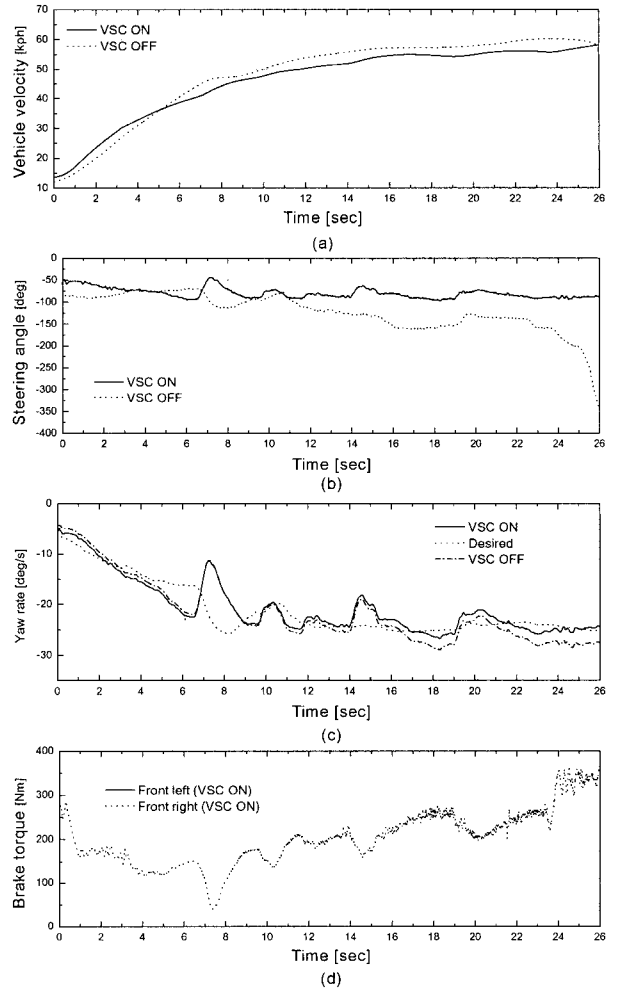 70
60
50
40
30
20
10
Vehicle velocity [kph]
VSC ON
VSC OFF
0 2 4 6 8 10 12 14 16 18 20 22 24 26
Time [sec]
(a)
0
-50
-100
-150
-200
-250
-300
-350
-400
Steering angle [deg]
VSC ON
VSC OFF
0 2 4 6 8 10 12 14 16 18 20 22 24 26
Time [sec]
(b)
0
-10
-20
-30
Yaw rate [deg/s]
VSC ON
Desired
VSC OFF
0 2 4 6 8 10 12 14 16 18 20 22 24 26
Time [sec]
(c)
400
300
200
100
0
Brake torque [Nm]
Front left (VSC ON)
Front right (VSC ON)
0 2 4 6 8 10 12 14 16 18 20 22 24 26
Time [sec]
(d)